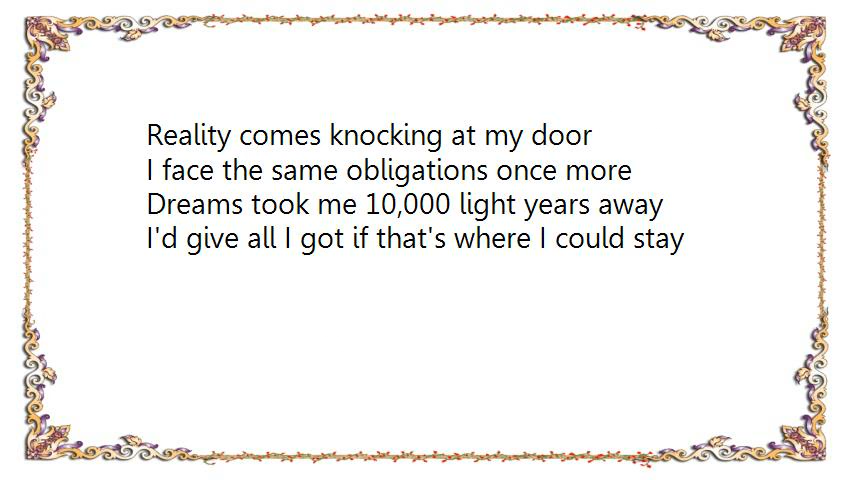 Reality comes knocking at my door
I face the same obligations once more
Dreams took me 10,000 light years away
I'd give all I got if that's where I could stay